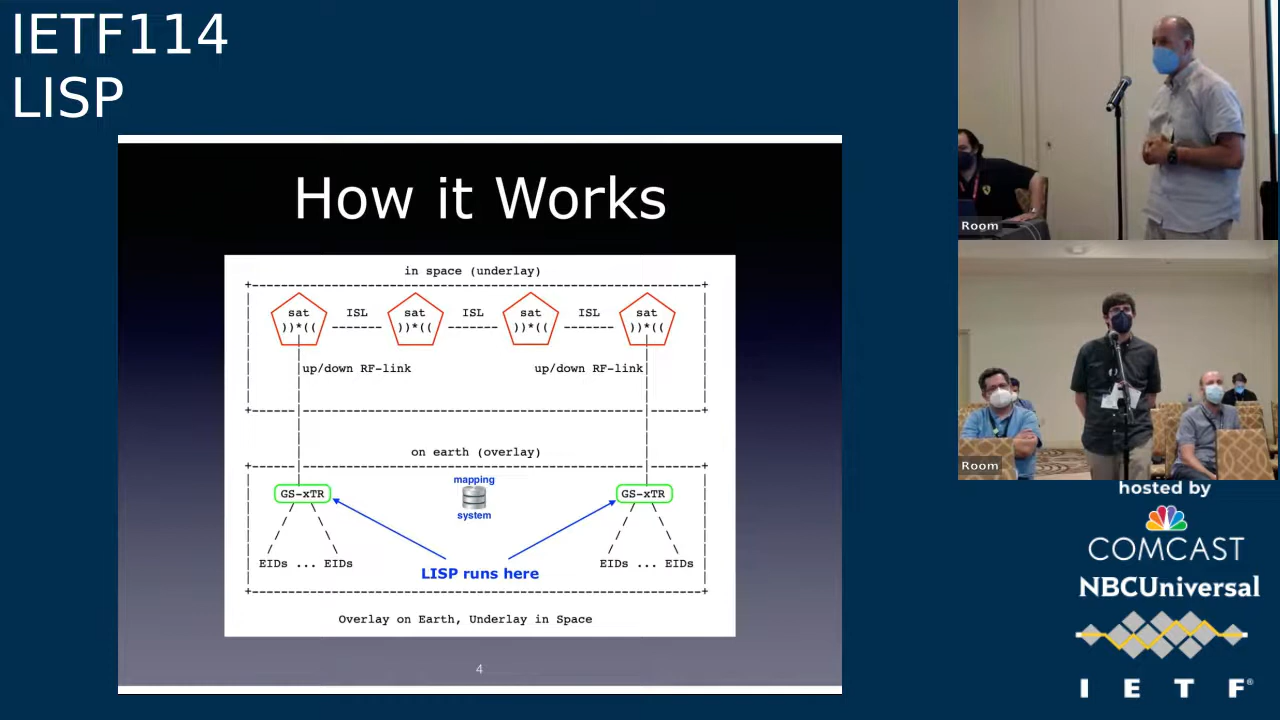 IETF114
LISP
How it Works
in space (underlay)
sat ISL sat ISL sat ISL sat
))*(( ------- ))*(( ------- ))*(( ------- ))*((
up/down RF-link up/down RF-link
on earth (overlay)
mapping
GS-xTR GS-xTR
system
EIDs ... EIDs EIDs ... EIDs
LISP runs here
Overlay on Earth, Underlay in Space
4
Room
Room
hosted by
COMCAST
NBCUniversal
I E T F®